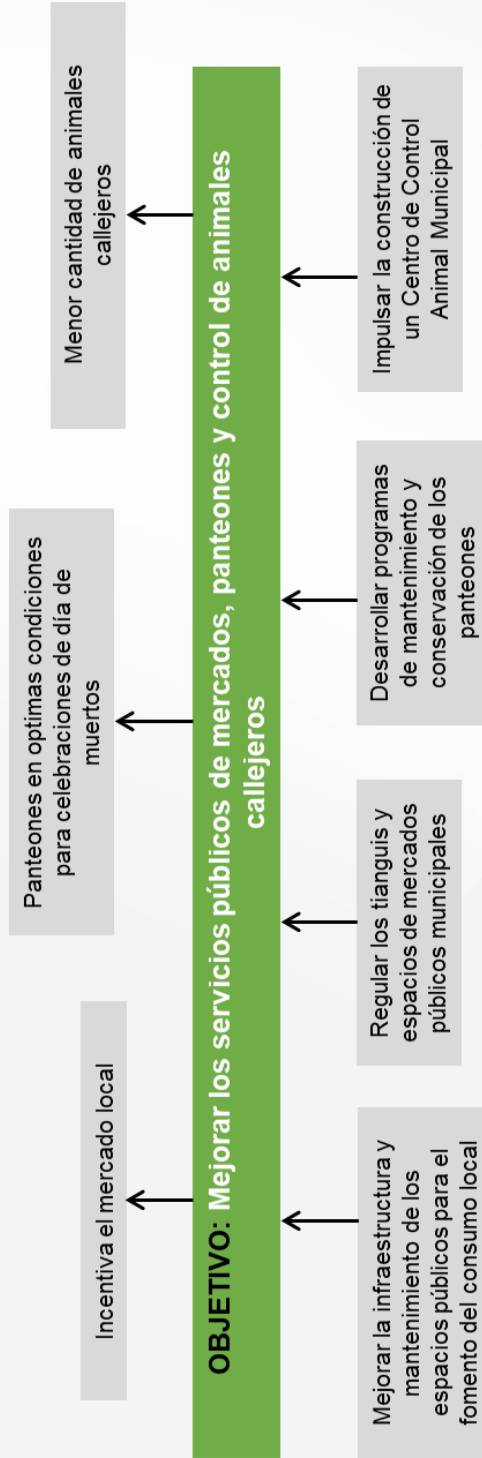 Incentiva el mercado local
Panteones en optimas condiciones
para celebraciones de día de
muertos
Menor cantidad de animales
callejeros
OBJETIVO: Mejorar los servicios públicos de mercados, panteones y control de animales
callejeros
Mejorar la infraestructura y
mantenimiento de los
espacios públicos para el
fomento del consumo local
Regular los tianguis y
espacios de mercados
públicos municipales
Desarrollar programas
de mantenimiento y
conservación de los
panteones
Impulsar la construcción de
un Centro de Control
Animal Municipal